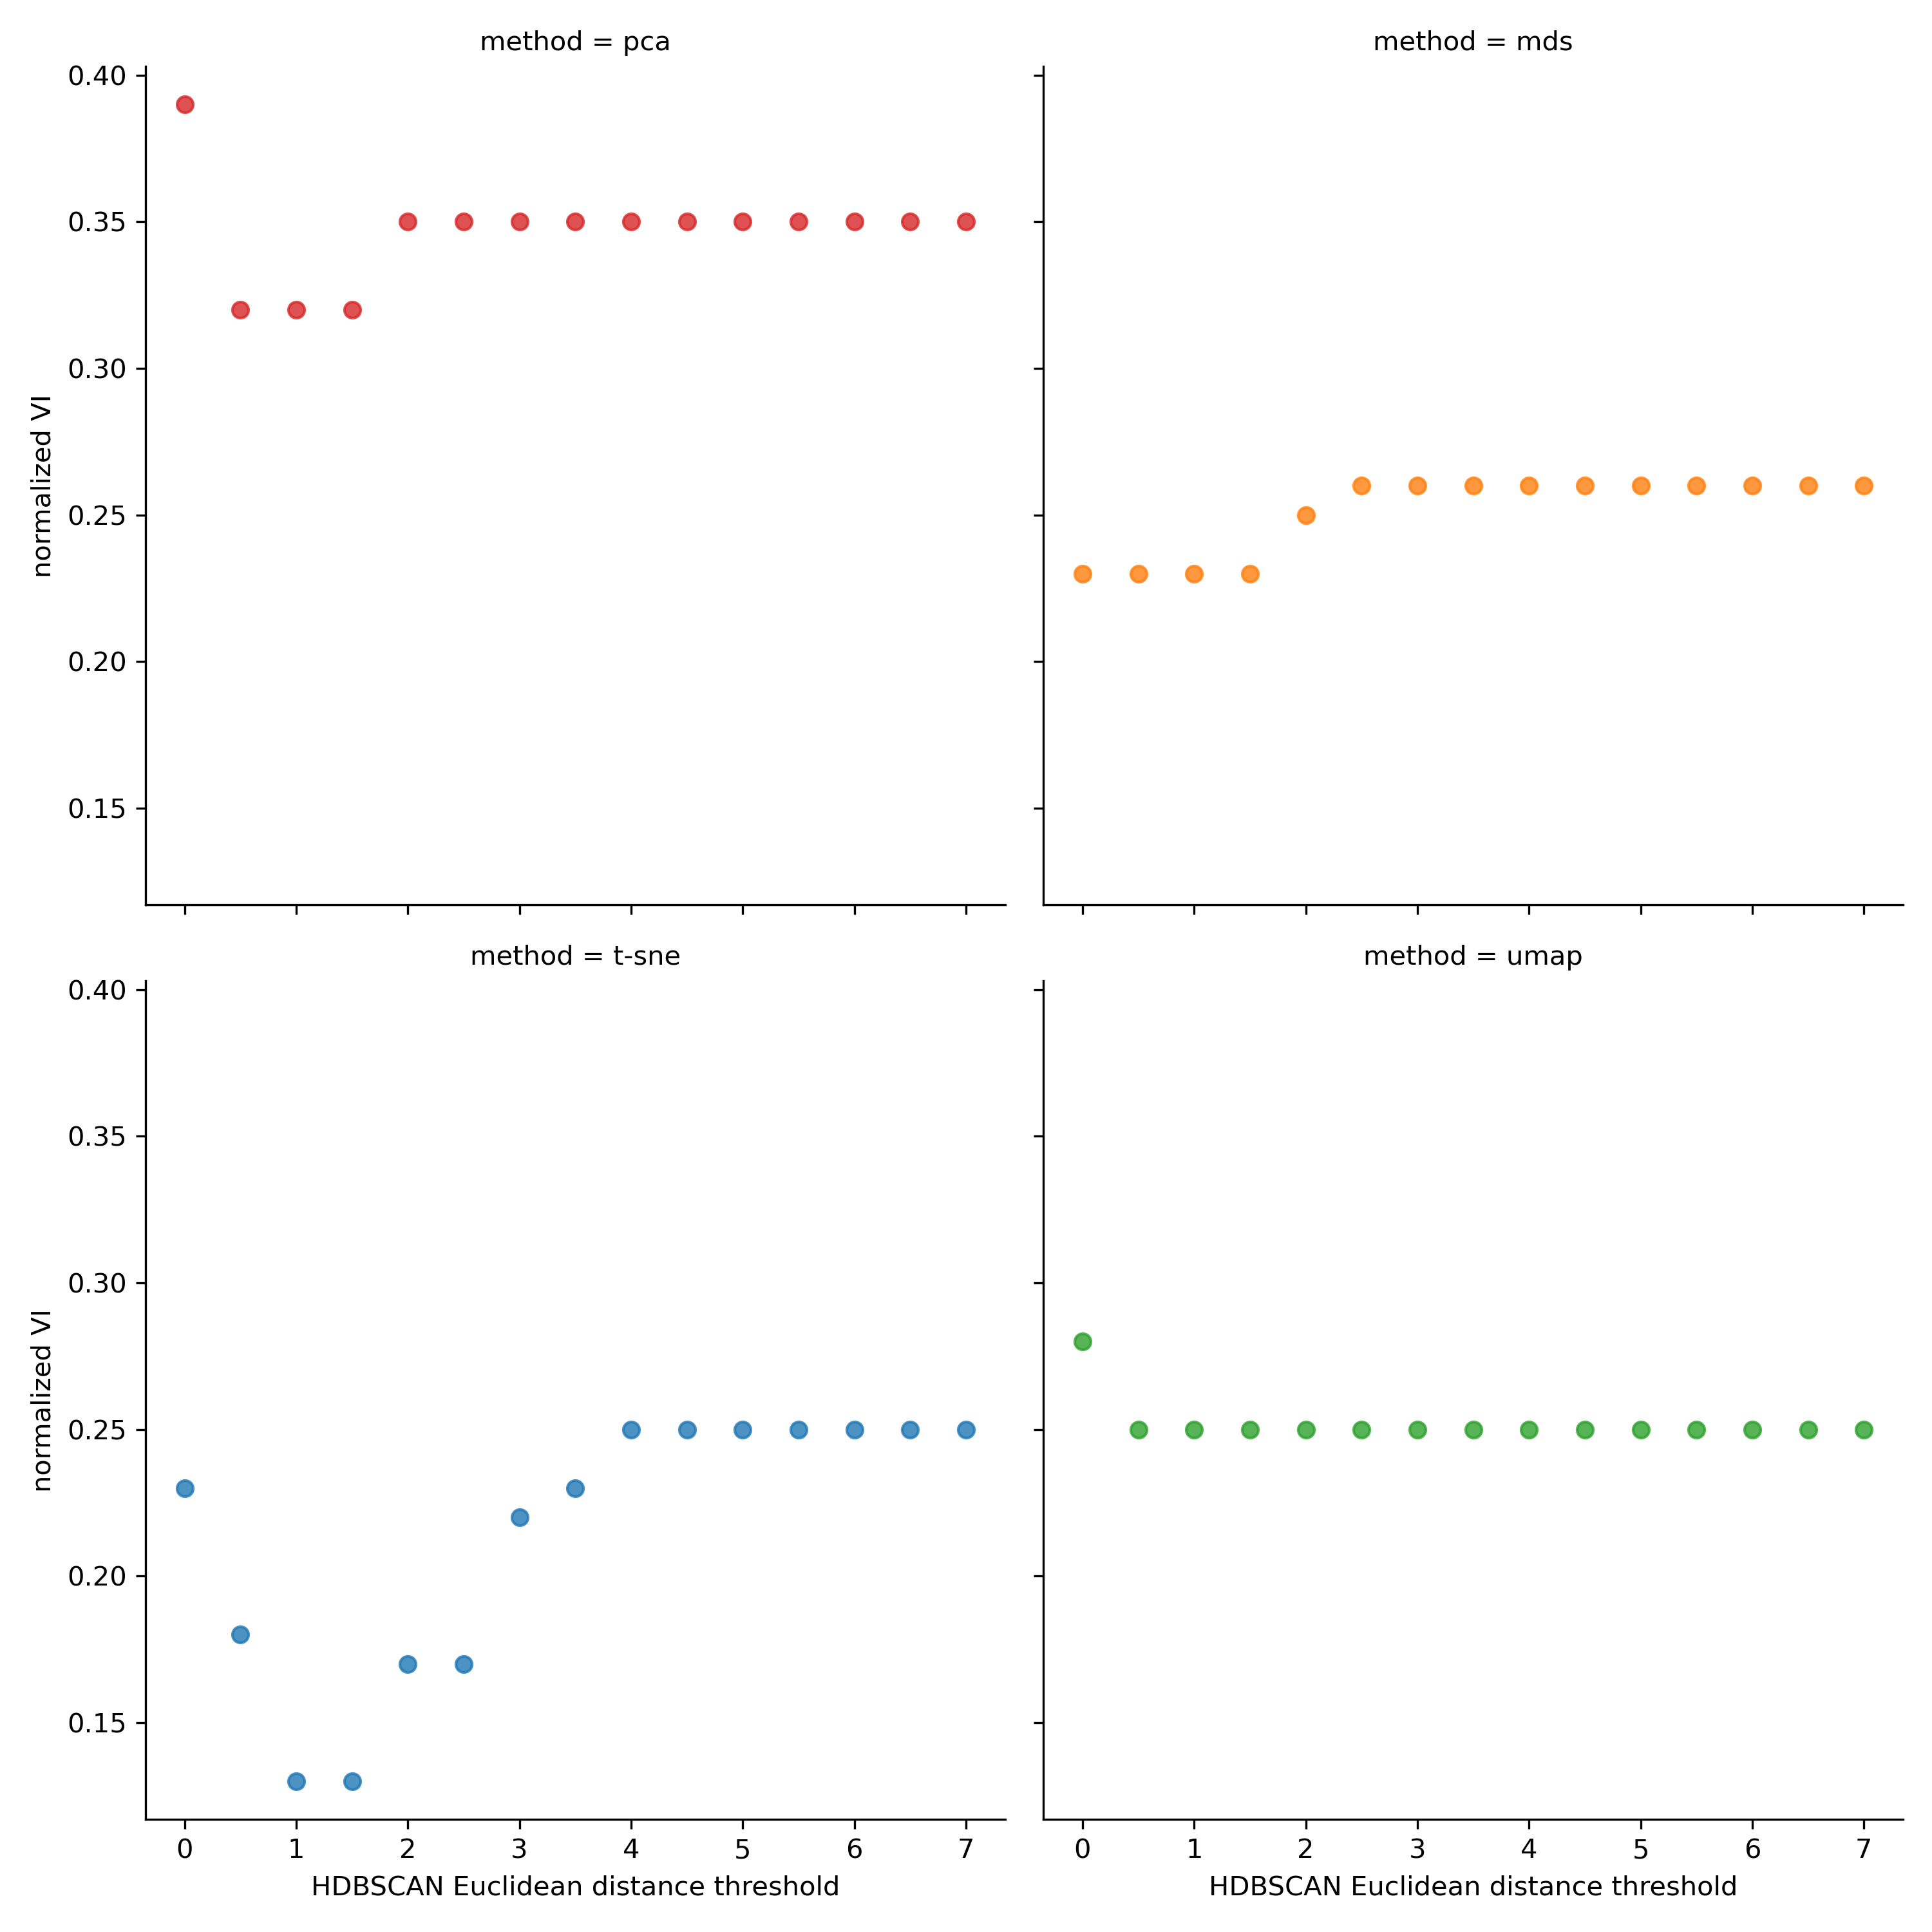 method = pca
method = mds
0.40
0.35
0.30
0.25
0.20
0.15
normalized VI
method = t-sne
method = umap
0.40
0.35
0.30
0.25
0.20
0.15
normalized VI
0 1 2 3 4 5 6 7
0 1 2 3 4 5 6 7
HDBSCAN Euclidean distance threshold
HDBSCAN Euclidean distance threshold